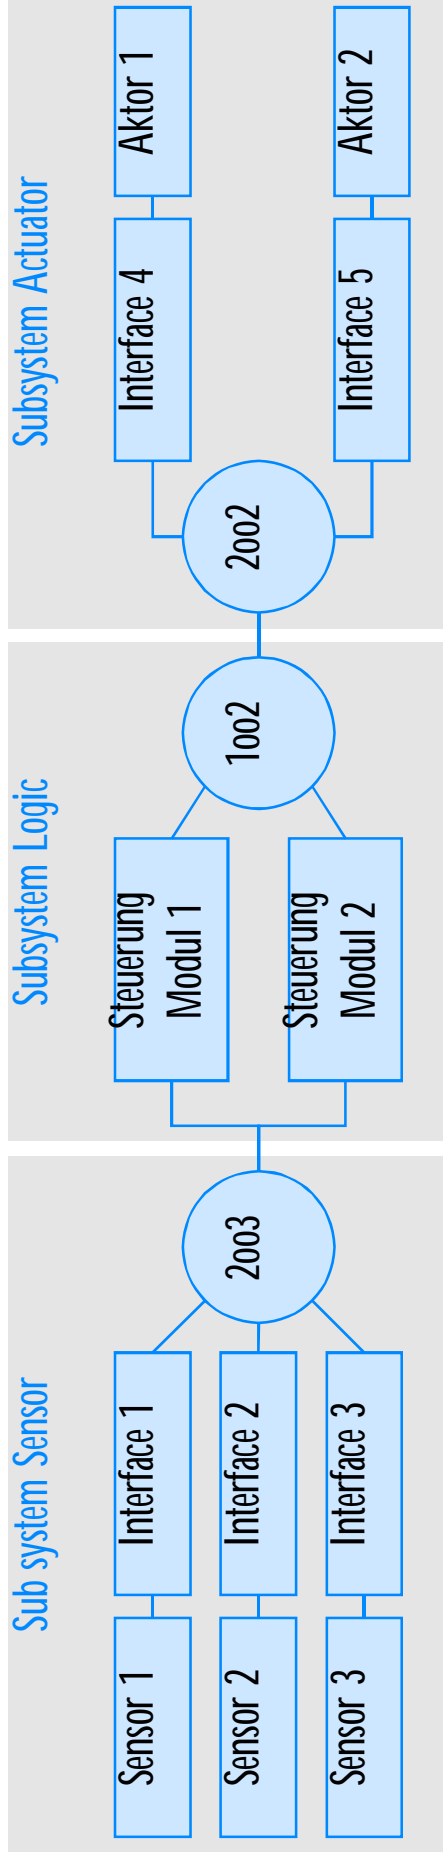 Sub system Sensor
Sensor 1
Interface 1
Sensor 2
Interface 2
Sensor 3
Interface 3
2oo3
Subsystem Logic
Steuerung
Modul 1
Steuerung
Modul 2
1oo2
Subsystem Actuator
2oo2
Interface 4
Aktor 1
Interface 5
Aktor 2